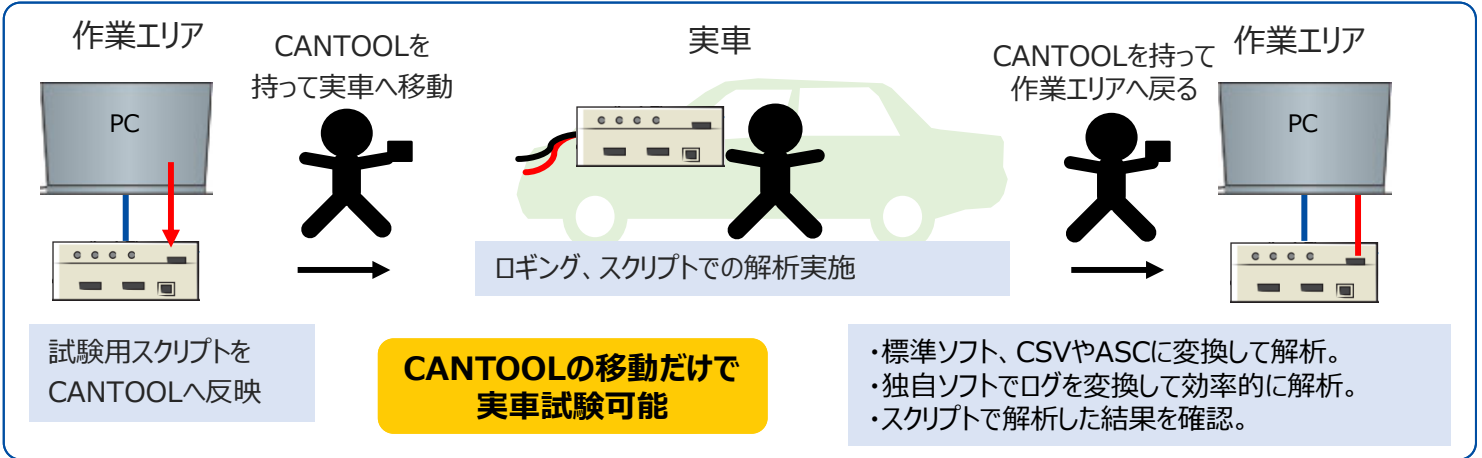 作業エリア
CANTOOLを
持って実車へ移動
実車
CANTOOLを持って
作業エリアへ戻る
作業エリア
PC
PC
ロギング、スクリプトでの解析実施
試験用スクリプトを
CANTOOLへ反映
CANTOOLの移動だけで
実車試験可能
・標準ソフト、CSVやASCに変換して解析。
・独自ソフトでログを変換して効率的に解析。
・スクリプトで解析した結果を確認。